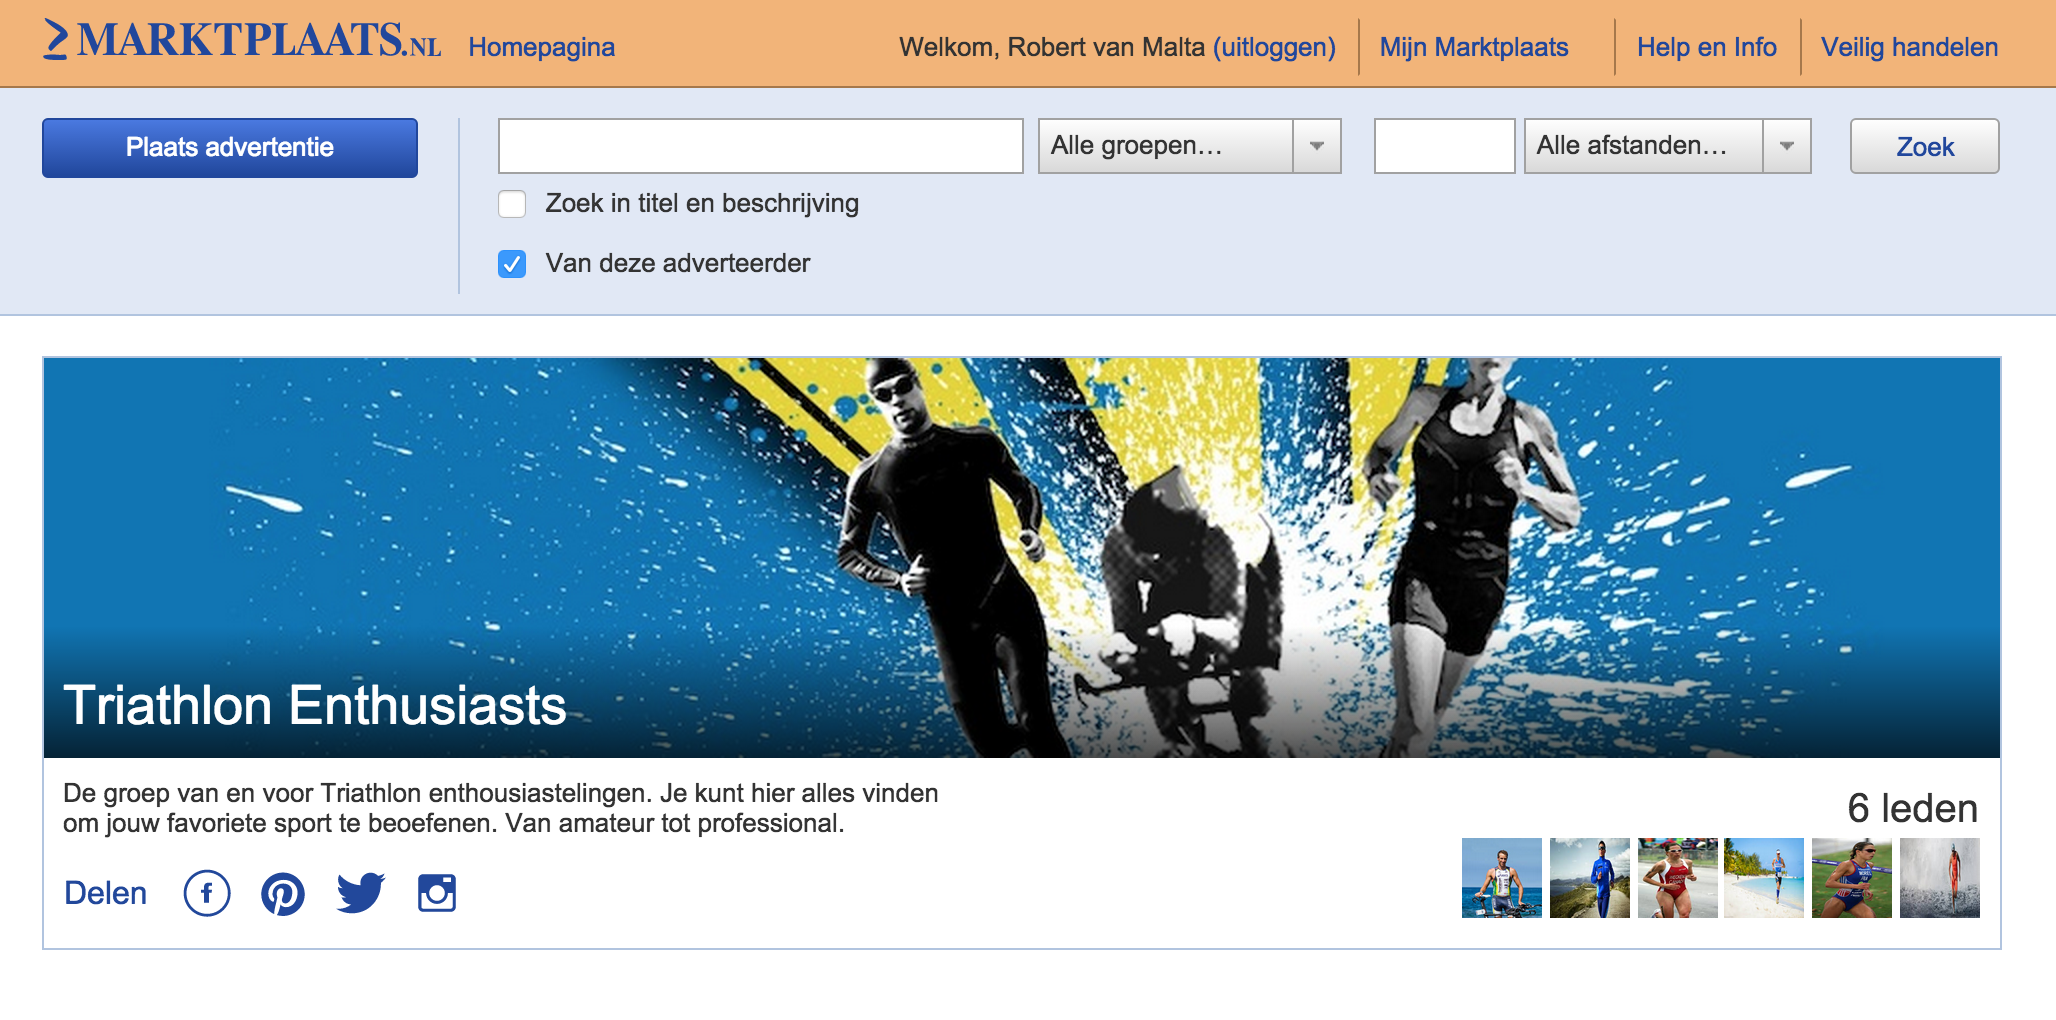 MARKTPLAATS.NL Homepagina Welkom, Robert van Malta (uitloggen) Mijn Marktplaats Help en Info Veilig handelen
Plaats advertentie Alle groepen... Alle afstanden... Zoek
Zoek in titel en beschrijving
Van deze adverteerder
Triathlon Enthusiasts
De groep van en voor Triathlon enthousiastelingen. Je kunt hier alles vinden
om jouw favoriete sport te beoefenen. Van amateur tot professional.
6 leden
Delen